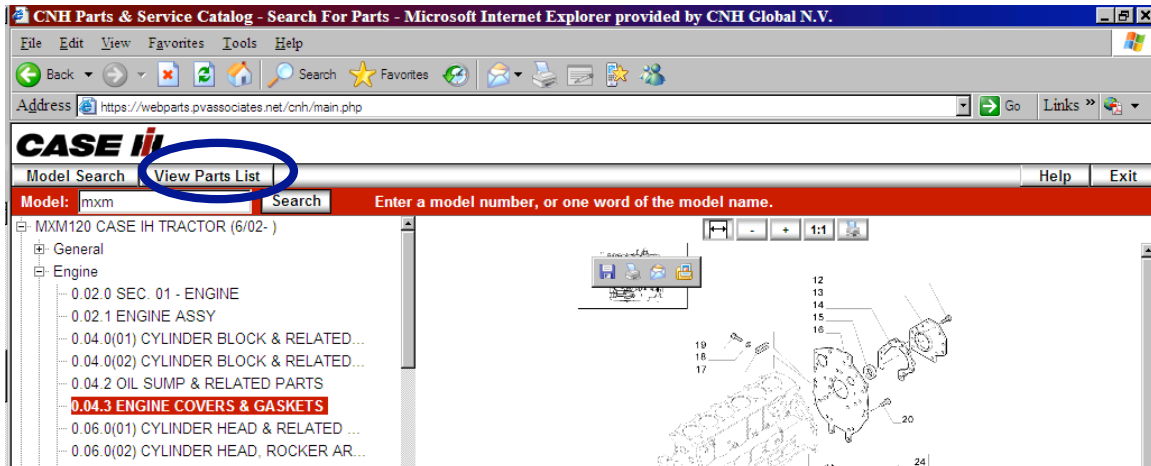 CNH Parts & Service Catalog - Search For Parts - Microsoft Internet Explorer provided by CNH Global N.V.
File Edit View Favorites Tools Help
Back Search Favorites
Address https://webparts.pvassociates.net/cnh/main.php Go Links »
CASE IH
Model Search View Parts List Help Exit
Model: mxm Search Enter a model number, or one word of the model name.
MXM120 CASE IH TRACTOR (6/02- )
General
Engine
0.02.0 SEC. 01 - ENGINE
0.02.1 ENGINE ASSY
0.04.0(01) CYLINDER BLOCK & RELATED...
0.04.0(02) CYLINDER BLOCK & RELATED...
0.04.2 OIL SUMP & RELATED PARTS
0.04.3 ENGINE COVERS & GASKETS
0.06.0(01) CYLINDER HEAD & RELATED ...
0.06.0(02) CYLINDER HEAD, ROCKER AR...
- + 1:1
12
13
14
15
16
19
18
17
20
24